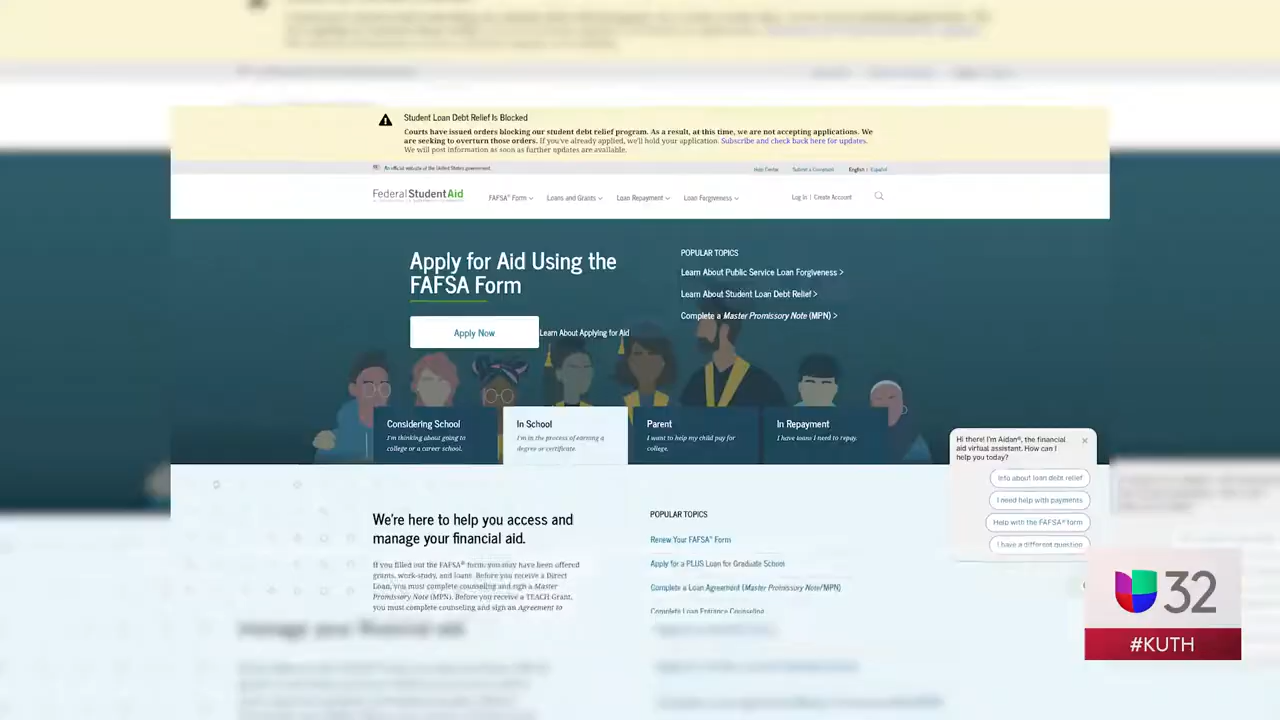 Student Loan Debt Relief Is Blocked
Courts have issued orders blocking our student debt relief program. As a result, at this time, we are not accepting applications. We
are seeking to overturn those orders. If you've already applied, we'll hold your application. Subscribe and check back here for updates.
We will post information as soon as further updates are available.
An official website of the United States government.
Help Center Submit a Complaint English | Español
Federal Student Aid
FAFSA® Form Loans and Grants Loan Repayment Loan Forgiveness
Log In | Create Account
Apply for Aid Using the
FAFSA Form
Apply Now
Learn About Applying for Aid
POPULAR TOPICS
Learn About Public Service Loan Forgiveness >
Learn About Student Loan Debt Relief >
Complete a Master Promissory Note (MPN) >
Considering School
I'm thinking about going to
college or a career school.
In School
I'm in the process of earning a
degree or certificate.
Parent
I want to help my child pay for
college.
In Repayment
I have loans I need to repay.
Hi there! I'm Aidan®, the financial
aid virtual assistant. How can I
help you today?
Info about loan debt relief
I need help with payments
Help with the FAFSA® form
I have a different question
We're here to help you access and
manage your financial aid.
If you filled out the FAFSA® form, you may have been offered
grants, work-study, and loans. Before you receive a Direct
Loan, you must complete counseling and sign a Master
Promissory Note (MPN). Before you receive a TEACH Grant,
you must complete counseling and sign an Agreement to
POPULAR TOPICS
Renew Your FAFSA® Form
Apply for a PLUS Loan for Graduate School
Complete a Loan Agreement (Master Promissory Note/MPN)
Complete Loan Entrance Counseling
32
#KUTH